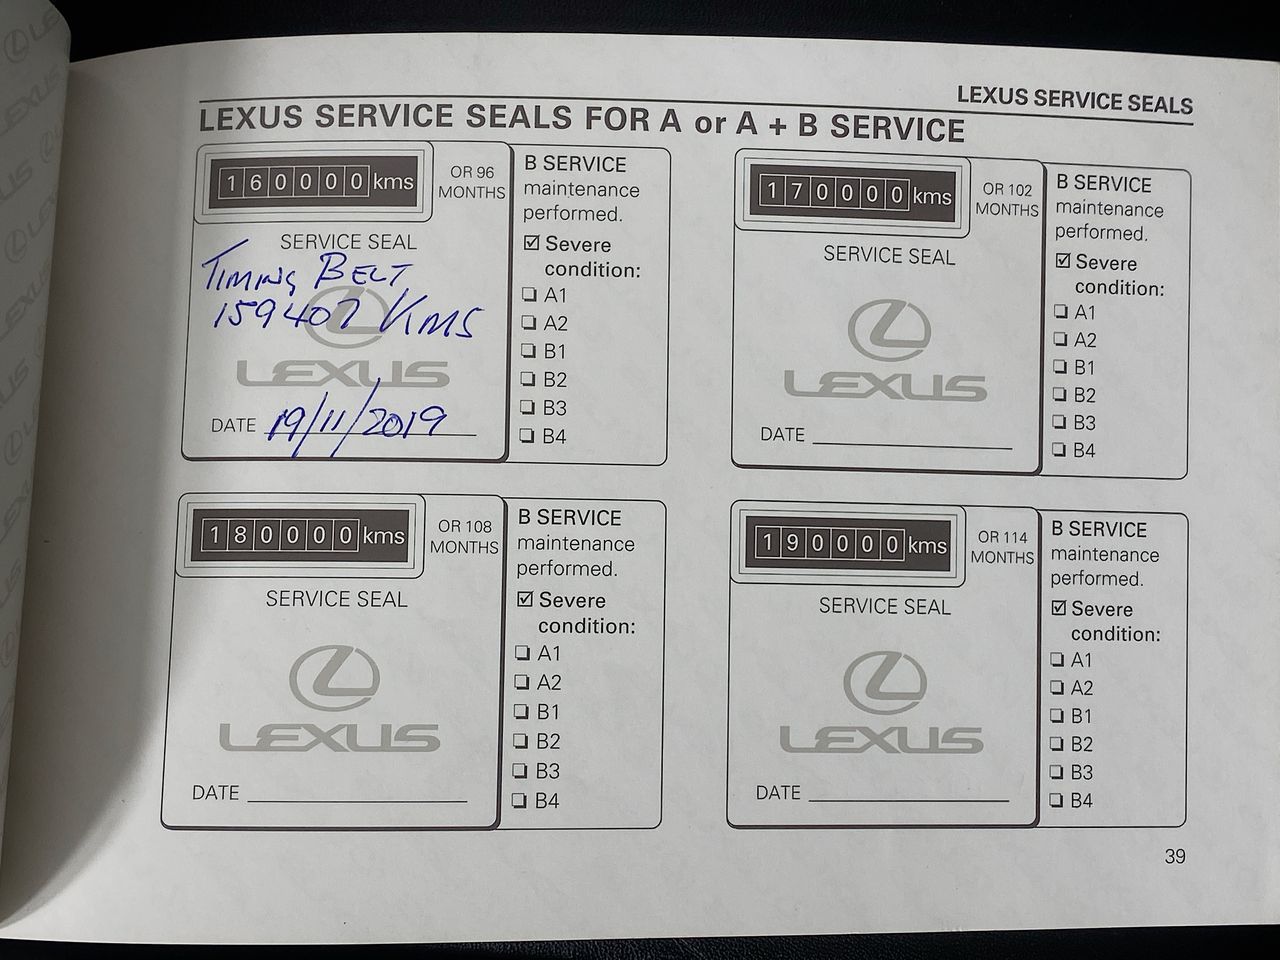 LEXUS SERVICE SEALS
LEXUS SERVICE SEALS FOR A or A + B SERVICE
160000 kms
OR 96
MONTHS
SERVICE SEAL
TIMING BELT
159407 KMS
LEXUS
DATE 19/11/2019
B SERVICE
maintenance
performed.
☑ Severe
condition:
❏ A1
❏ A2
❏ B1
❏ B2
❏ B3
❏ B4
170000 kms
OR 102
MONTHS
SERVICE SEAL
LEXUS
DATE
B SERVICE
maintenance
performed.
☑ Severe
condition:
❏ A1
❏ A2
❏ B1
❏ B2
❏ B3
❏ B4
180000 kms
OR 108
MONTHS
SERVICE SEAL
LEXUS
DATE
B SERVICE
maintenance
performed.
☑ Severe
condition:
❏ A1
❏ A2
❏ B1
❏ B2
❏ B3
❏ B4
190000 kms
OR 114
MONTHS
SERVICE SEAL
LEXUS
DATE
B SERVICE
maintenance
performed.
☑ Severe
condition:
❏ A1
❏ A2
❏ B1
❏ B2
❏ B3
❏ B4
39